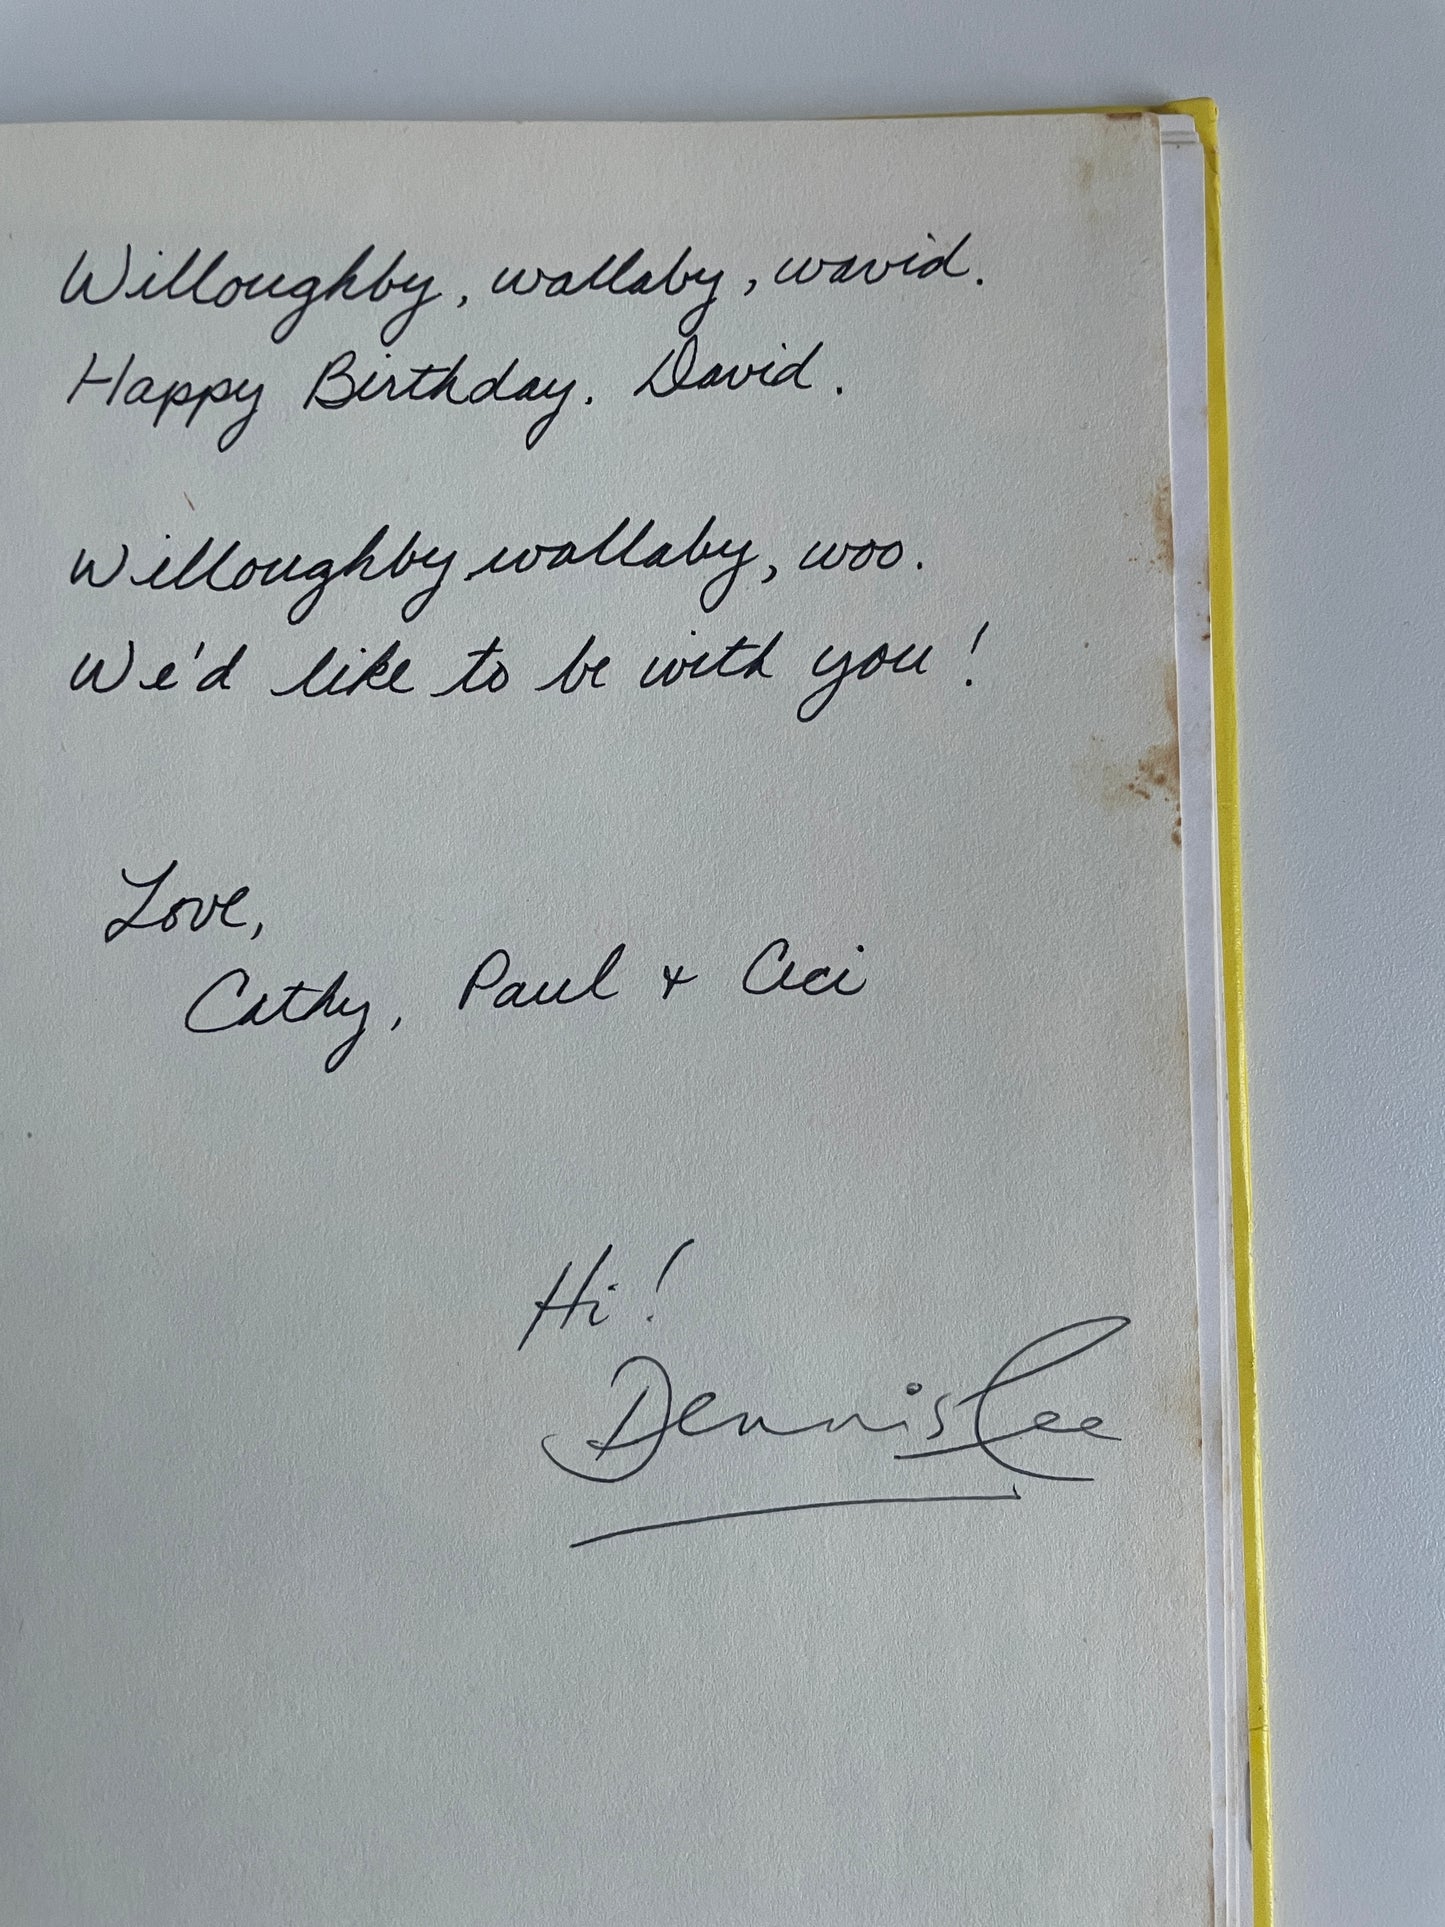 Willoughby, wallaby, wavid.
Happy Birthday, David.
Willoughby, wallaby, woo.
We'd like to be with you!
Love,
Cathy, Paul + Ceci
Hi!
Dennis Lee